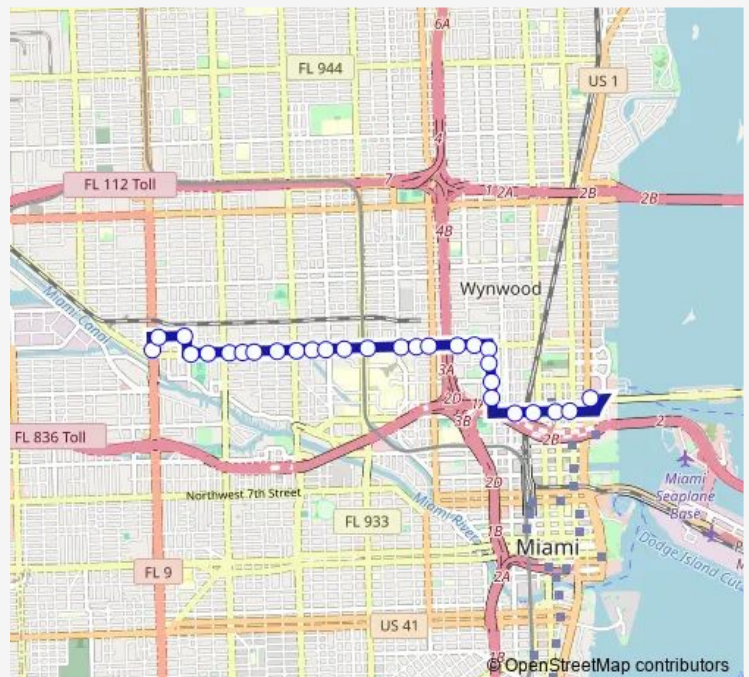 6A
FL 944
US 1
4
FL 112 Toll
7
1
2A
2B
2B
4B
Wynwood
Miami Canal
3A
2D
1
3B
2B
2
FL 836 Toll
Miami
Seaplane
Base
Northwest 7th Street
2D
Miami River
FL 933
1B
Miami
Dodge Island Cut
FL 9
2A
US 41
1B
© OpenStreetMap contributors